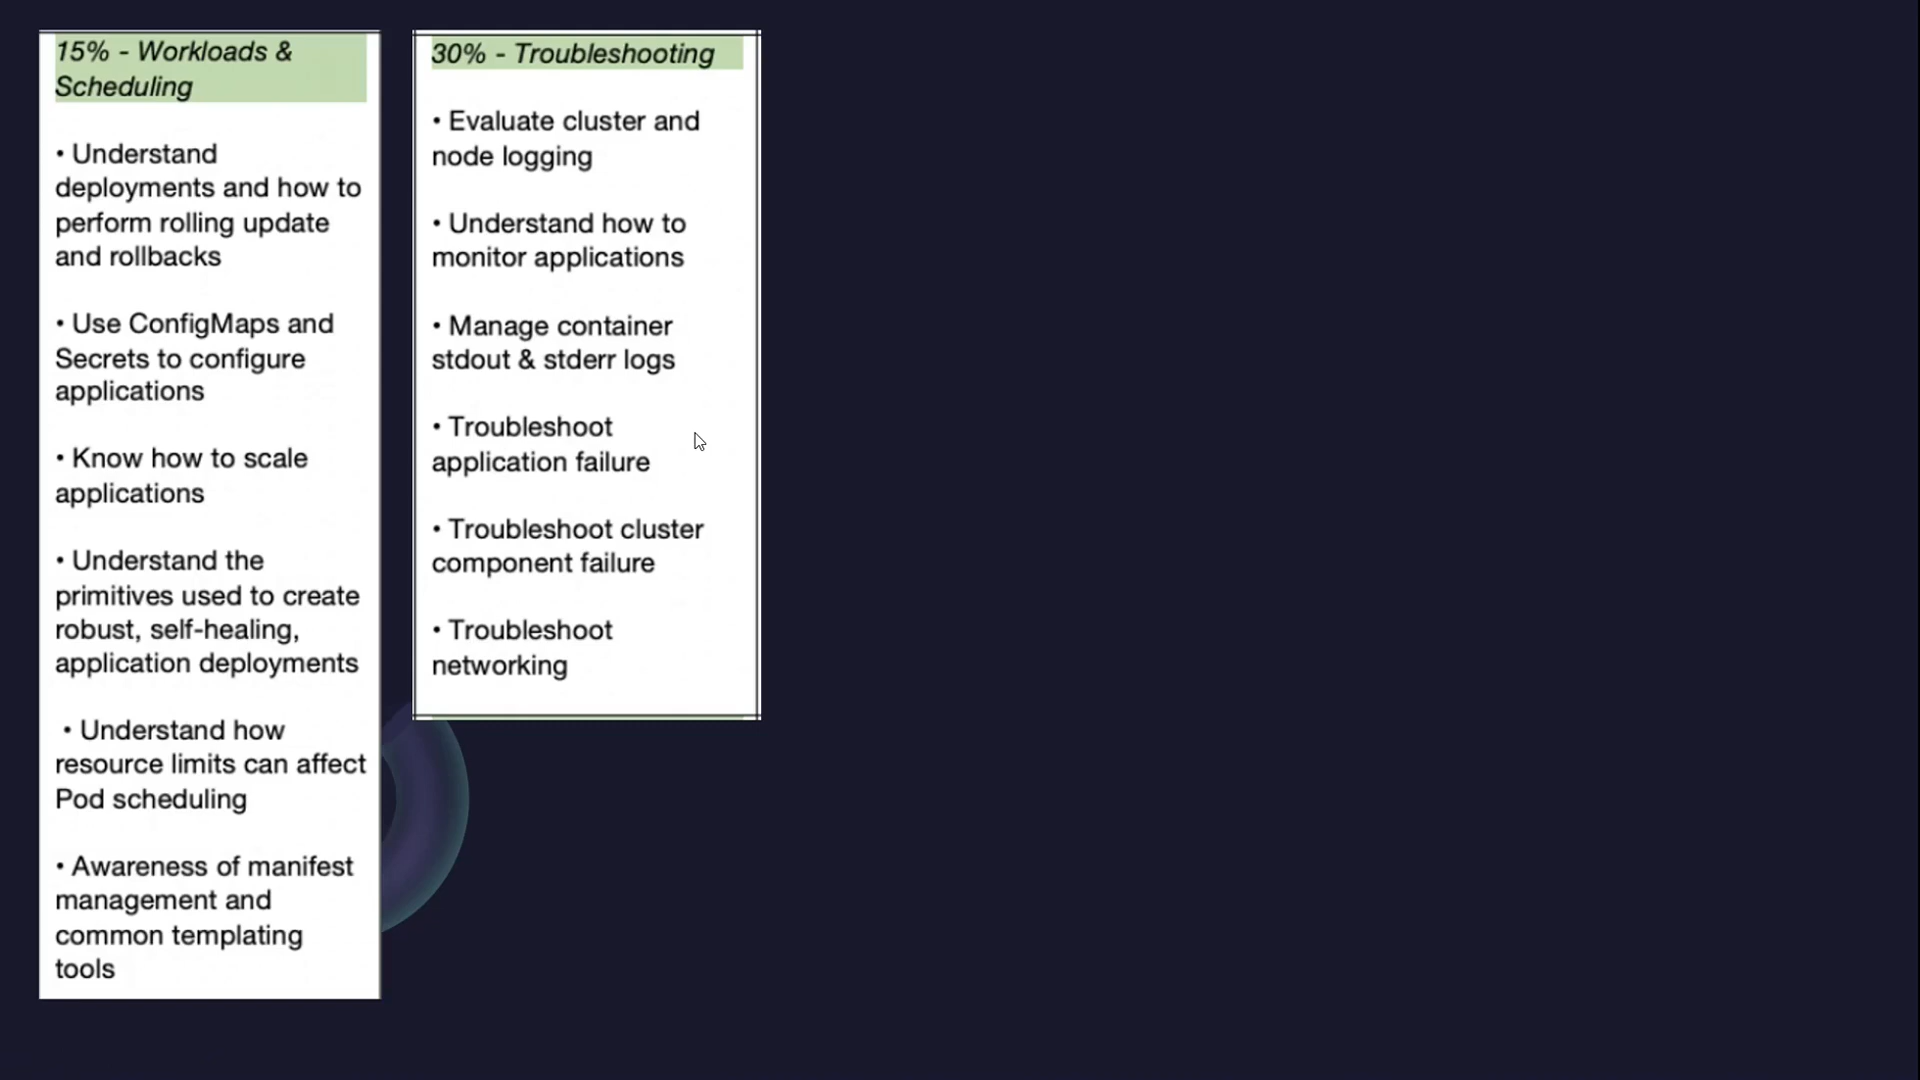 15% - Workloads &
Scheduling
• Understand
deployments and how to
perform rolling update
and rollbacks
• Use ConfigMaps and
Secrets to configure
applications
• Know how to scale
applications
• Understand the
primitives used to create
robust, self-healing,
application deployments
• Understand how
resource limits can affect
Pod scheduling
• Awareness of manifest
management and
common templating
tools
30% - Troubleshooting
• Evaluate cluster and
node logging
• Understand how to
monitor applications
• Manage container
stdout & stderr logs
• Troubleshoot
application failure
• Troubleshoot cluster
component failure
• Troubleshoot
networking